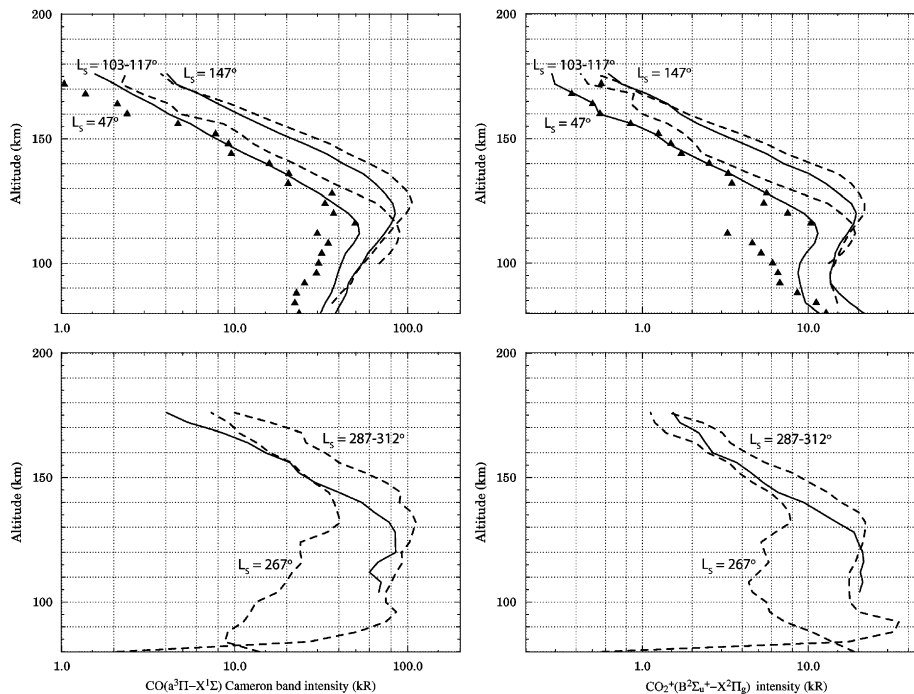 200
150
100
Altitude (km)
L_S = 103-117°
L_S = 147°
L_S = 47°
1.0
10.0
100.0
200
150
100
Altitude (km)
L_S = 103-117°
L_S = 147°
L_S = 47°
1.0
10.0
200
150
100
Altitude (km)
L_S = 287-312°
L_S = 267°
1.0
10.0
100.0
CO(a³Π–X¹Σ) Cameron band intensity (kR)
200
150
100
Altitude (km)
L_S = 287-312°
L_S = 267°
1.0
10.0
CO₂⁺(B²Σᵤ⁺–X²Π_g) intensity (kR)